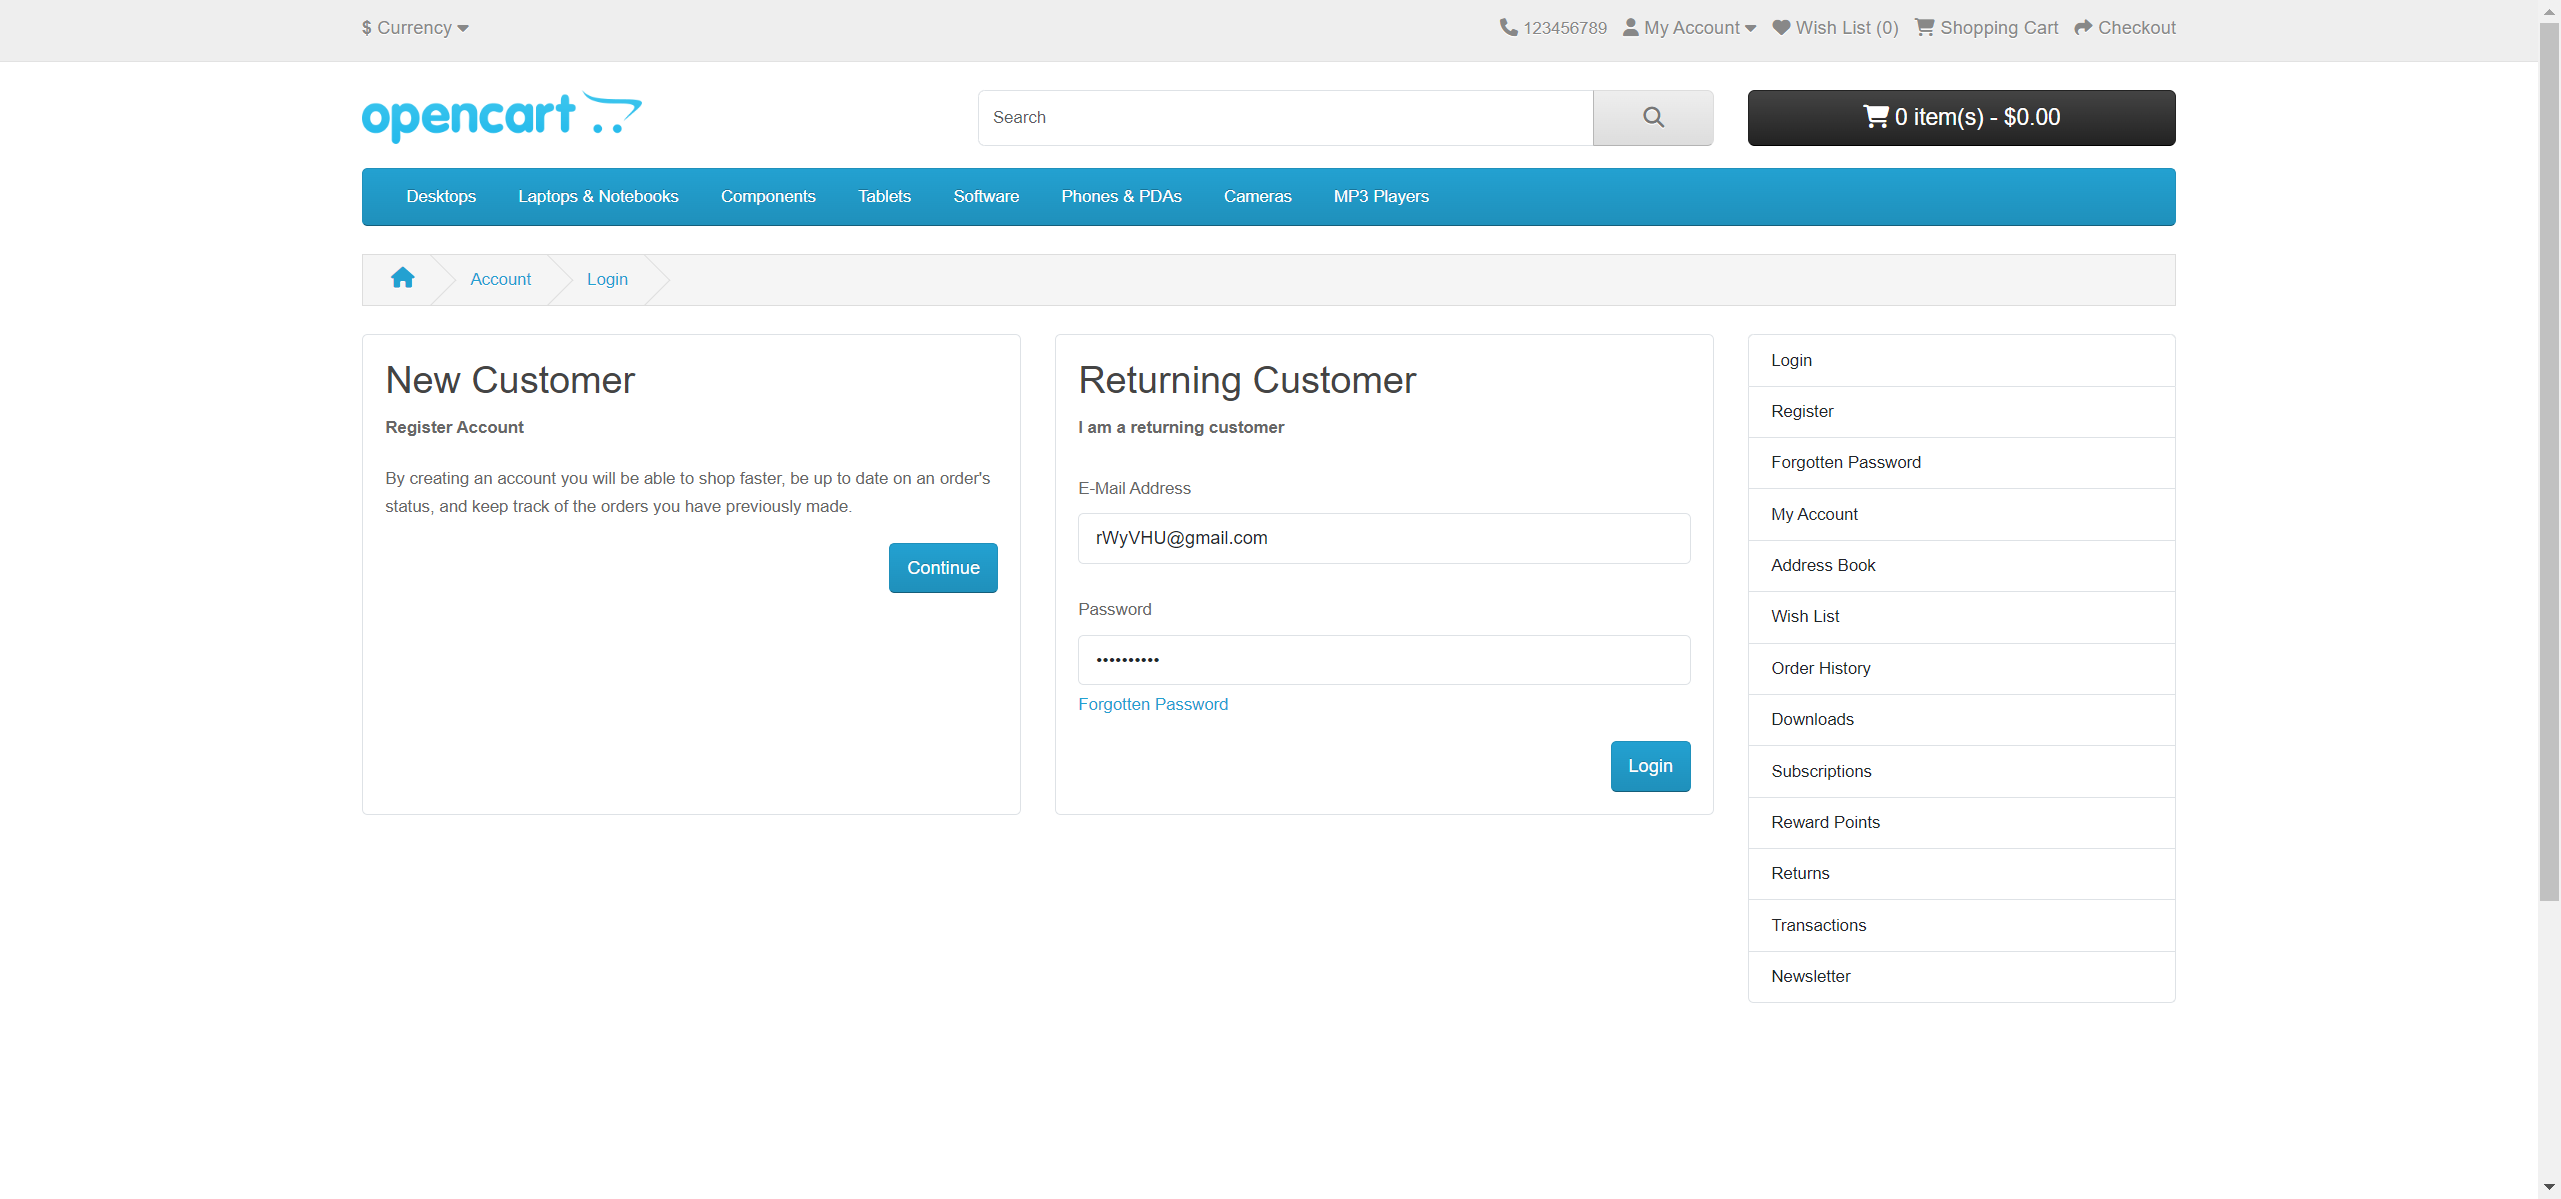 $ Currency
123456789 My Account Wish List (0) Shopping Cart Checkout
opencart
Search
0 item(s) - $0.00
Desktops Laptops & Notebooks Components Tablets Software Phones & PDAs Cameras MP3 Players
Account Login
New Customer
Register Account
By creating an account you will be able to shop faster, be up to date on an order's
status, and keep track of the orders you have previously made.
Continue
Returning Customer
I am a returning customer
E-Mail Address
rWyVHU@gmail.com
Password
••••••••••
Forgotten Password
Login
Login
Register
Forgotten Password
My Account
Address Book
Wish List
Order History
Downloads
Subscriptions
Reward Points
Returns
Transactions
Newsletter